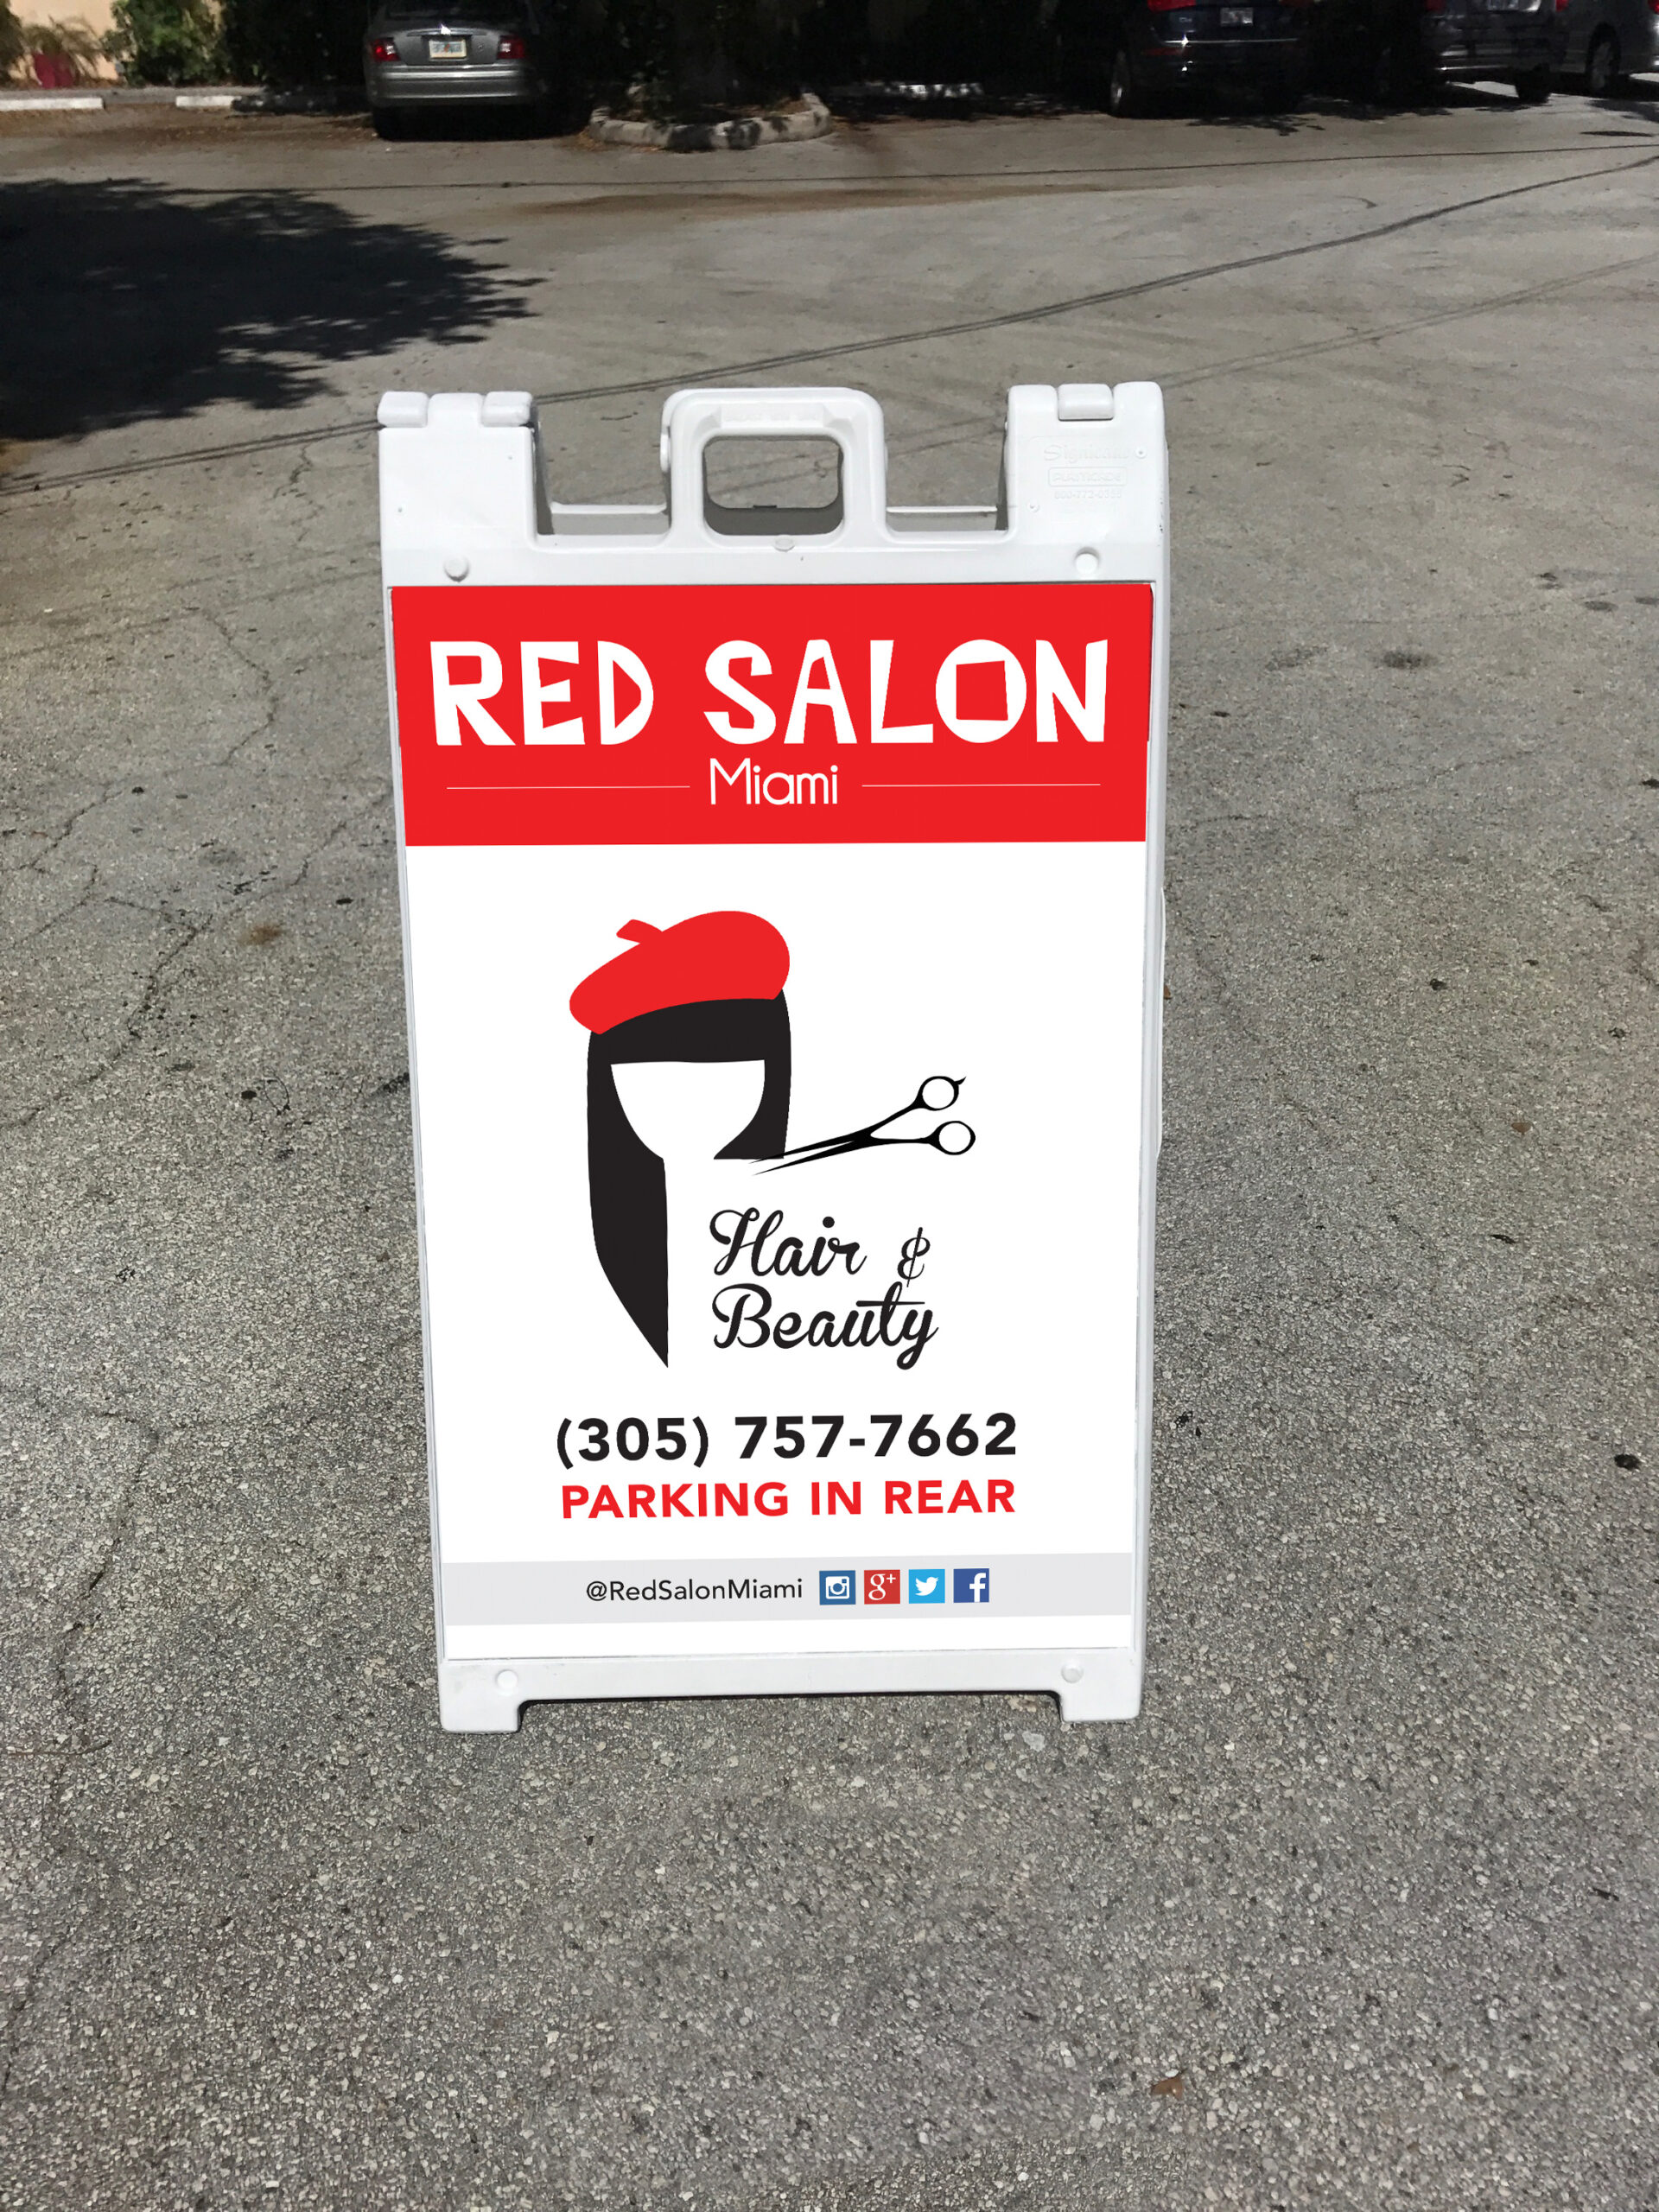 RED SALON
Miami
Hair &
Beauty
(305) 757-7662
PARKING IN REAR
@RedSalonMiami